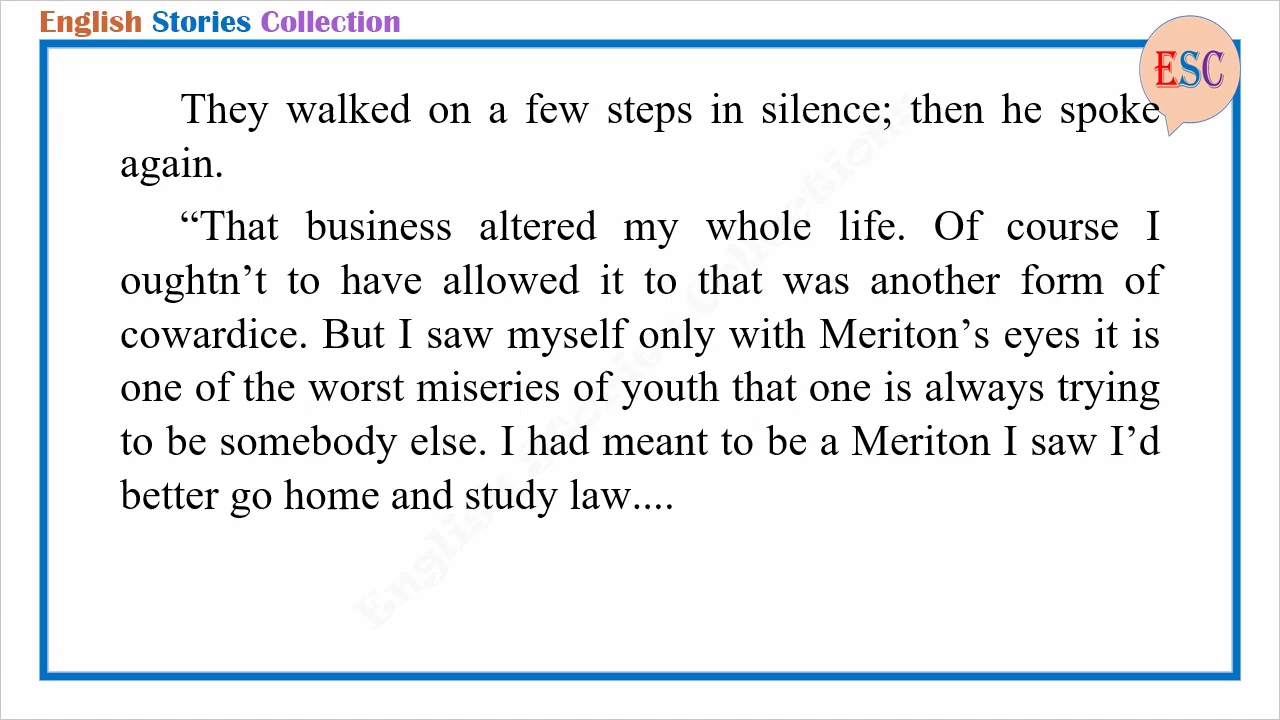 English Stories Collection
ESC
They walked on a few steps in silence; then he spoke
again.
“That business altered my whole life. Of course I
oughtn’t to have allowed it to that was another form of
cowardice. But I saw myself only with Meriton’s eyes it is
one of the worst miseries of youth that one is always trying
to be somebody else. I had meant to be a Meriton I saw I’d
better go home and study law....
English Stories Collections